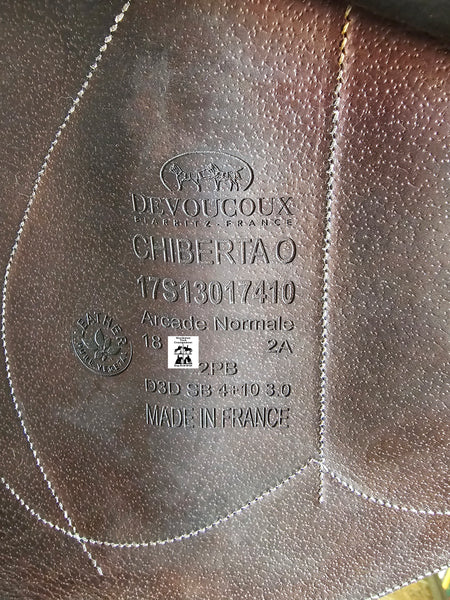 DEVOUCOUX
BIARRITZ-FRANCE
CHIBERTA O
17S13017410
Arcade Normale
18 2A
2PB
D3D SB 4+10 3.0
MADE IN FRANCE
LEATHER